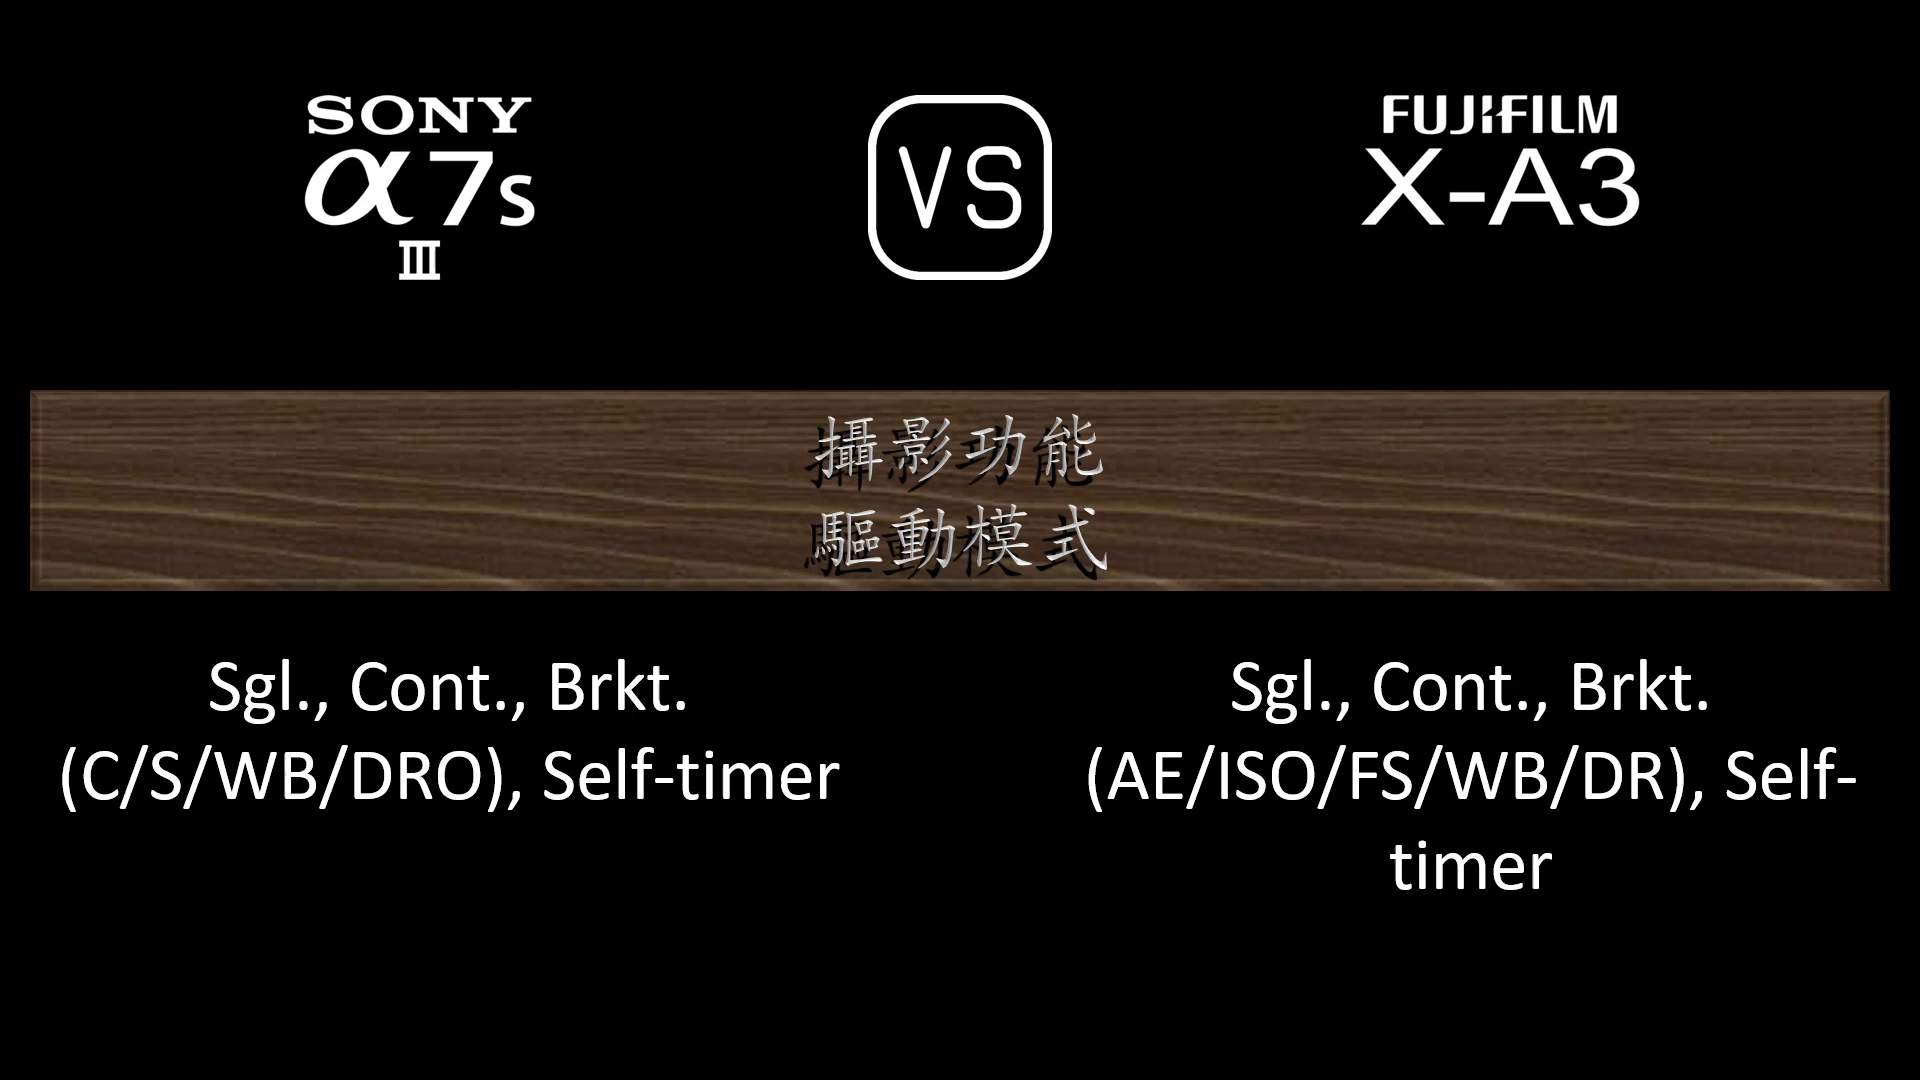 SONY
α7s
III
VS
FUJIFILM
X-A3
攝影功能
驅動模式
Sgl., Cont., Brkt.
(C/S/WB/DRO), Self-timer
Sgl., Cont., Brkt.
(AE/ISO/FS/WB/DR), Self-
timer